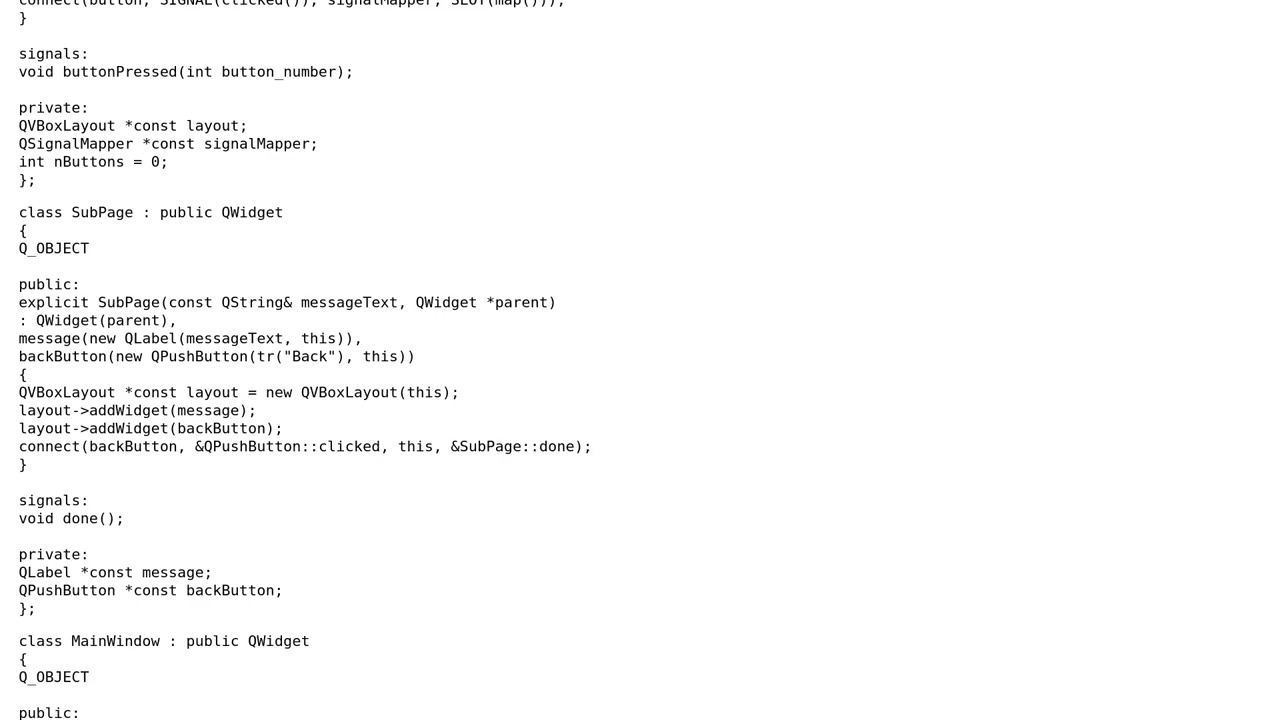 connect(button, SIGNAL(clicked()), signalMapper, SLOT(map()));
}
signals:
void buttonPressed(int button_number);
private:
QVBoxLayout *const layout;
QSignalMapper *const signalMapper;
int nButtons = 0;
};
class SubPage : public QWidget
{
Q_OBJECT
public:
explicit SubPage(const QString& messageText, QWidget *parent)
: QWidget(parent),
message(new QLabel(messageText, this)),
backButton(new QPushButton(tr("Back"), this))
{
QVBoxLayout *const layout = new QVBoxLayout(this);
layout->addWidget(message);
layout->addWidget(backButton);
connect(backButton, &QPushButton::clicked, this, &SubPage::done);
}
signals:
void done();
private:
QLabel *const message;
QPushButton *const backButton;
};
class MainWindow : public QWidget
{
Q_OBJECT
public: